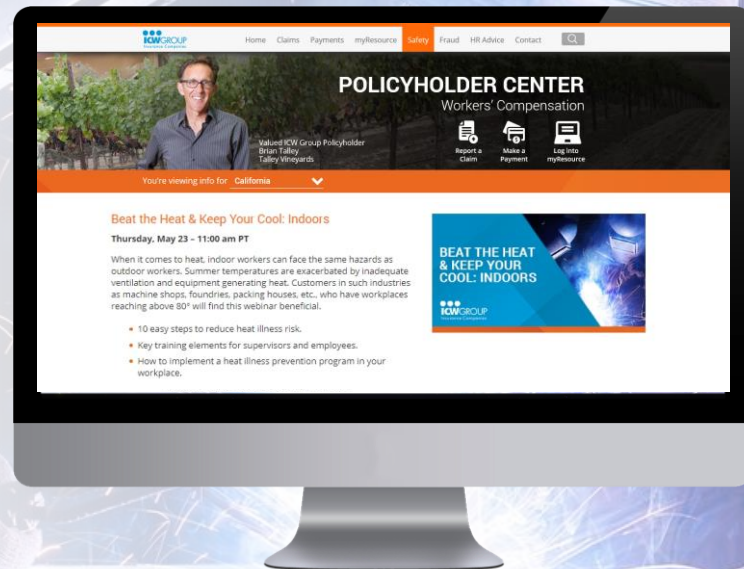 ICWGROUP
Insurance Companies
Home Claims Payments myResource Safety Fraud HR Advice Contact
POLICYHOLDER CENTER
Workers' Compensation
Valued ICW Group Policyholder
Brian Talley
Talley Vineyards
Report a Claim
Make a Payment
Log into myResource
You're viewing info for California
Beat the Heat & Keep Your Cool: Indoors
Thursday, May 23 – 11:00 am PT
When it comes to heat, indoor workers can face the same hazards as
outdoor workers. Summer temperatures are exacerbated by inadequate
ventilation and equipment generating heat. Customers in such industries
as machine shops, foundries, packing houses, etc., who have workplaces
reaching above 80° will find this webinar beneficial.
• 10 easy steps to reduce heat illness risk.
• Key training elements for supervisors and employees.
• How to implement a heat illness prevention program in your
workplace.
BEAT THE HEAT
& KEEP YOUR
COOL: INDOORS
ICWGROUP
Insurance Companies